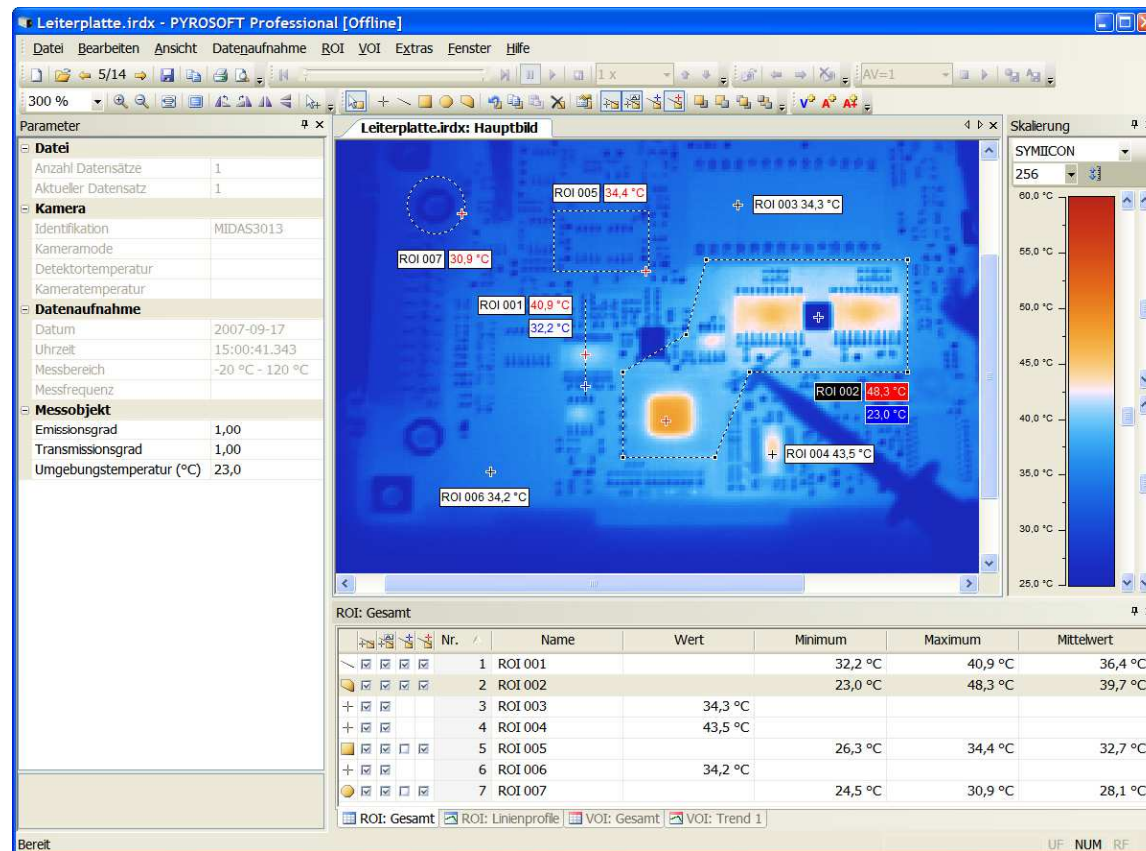 Leiterplatte.irdx - PYROSOFT Professional [Offline]
Datei Bearbeiten Ansicht Datenaufnahme ROI VOI Extras Fenster Hilfe
5/14 1 x AV=1
300 %
Parameter
Datei
Anzahl Datensätze 1
Aktueller Datensatz 1
Kamera
Identifikation MIDAS3013
Kameramode
Detektortemperatur
Kameratemperatur
Datenaufnahme
Datum 2007-09-17
Uhrzeit 15:00:41.343
Messbereich -20 °C - 120 °C
Messfrequenz
Messobjekt
Emissionsgrad 1,00
Transmissionsgrad 1,00
Umgebungstemperatur (°C) 23,0
Leiterplatte.irdx: Hauptbild
ROI 005 34,4 °C
ROI 003 34,3 °C
ROI 007 30,9 °C
ROI 001 40,9 °C
32,2 °C
ROI 002 48,3 °C
23,0 °C
ROI 004 43,5 °C
ROI 006 34,2 °C
Skalierung
SYMIICON
256
60,0 °C
55,0 °C
50,0 °C
45,0 °C
40,0 °C
35,0 °C
30,0 °C
25,0 °C
ROI: Gesamt
Nr. Name Wert Minimum Maximum Mittelwert
1 ROI 001 32,2 °C 40,9 °C 36,4 °C
2 ROI 002 23,0 °C 48,3 °C 39,7 °C
3 ROI 003 34,3 °C
4 ROI 004 43,5 °C
5 ROI 005 26,3 °C 34,4 °C 32,7 °C
6 ROI 006 34,2 °C
7 ROI 007 24,5 °C 30,9 °C 28,1 °C
ROI: Gesamt ROI: Linienprofile VOI: Gesamt VOI: Trend 1
Bereit UF NUM RF